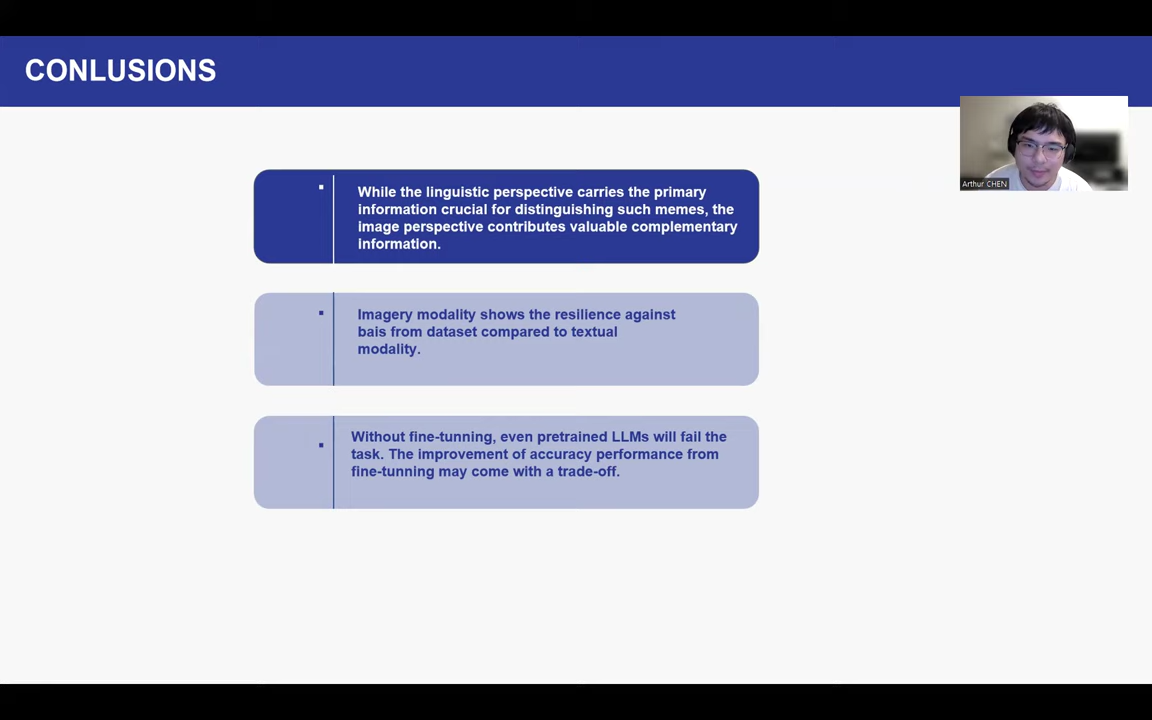 CONLUSIONS
While the linguistic perspective carries the primary
information crucial for distinguishing such memes, the
image perspective contributes valuable complementary
information.
Arthur CHEN
Imagery modality shows the resilience against
bais from dataset compared to textual
modality.
Without fine-tunning, even pretrained LLMs will fail the
task. The improvement of accuracy performance from
fine-tunning may come with a trade-off.